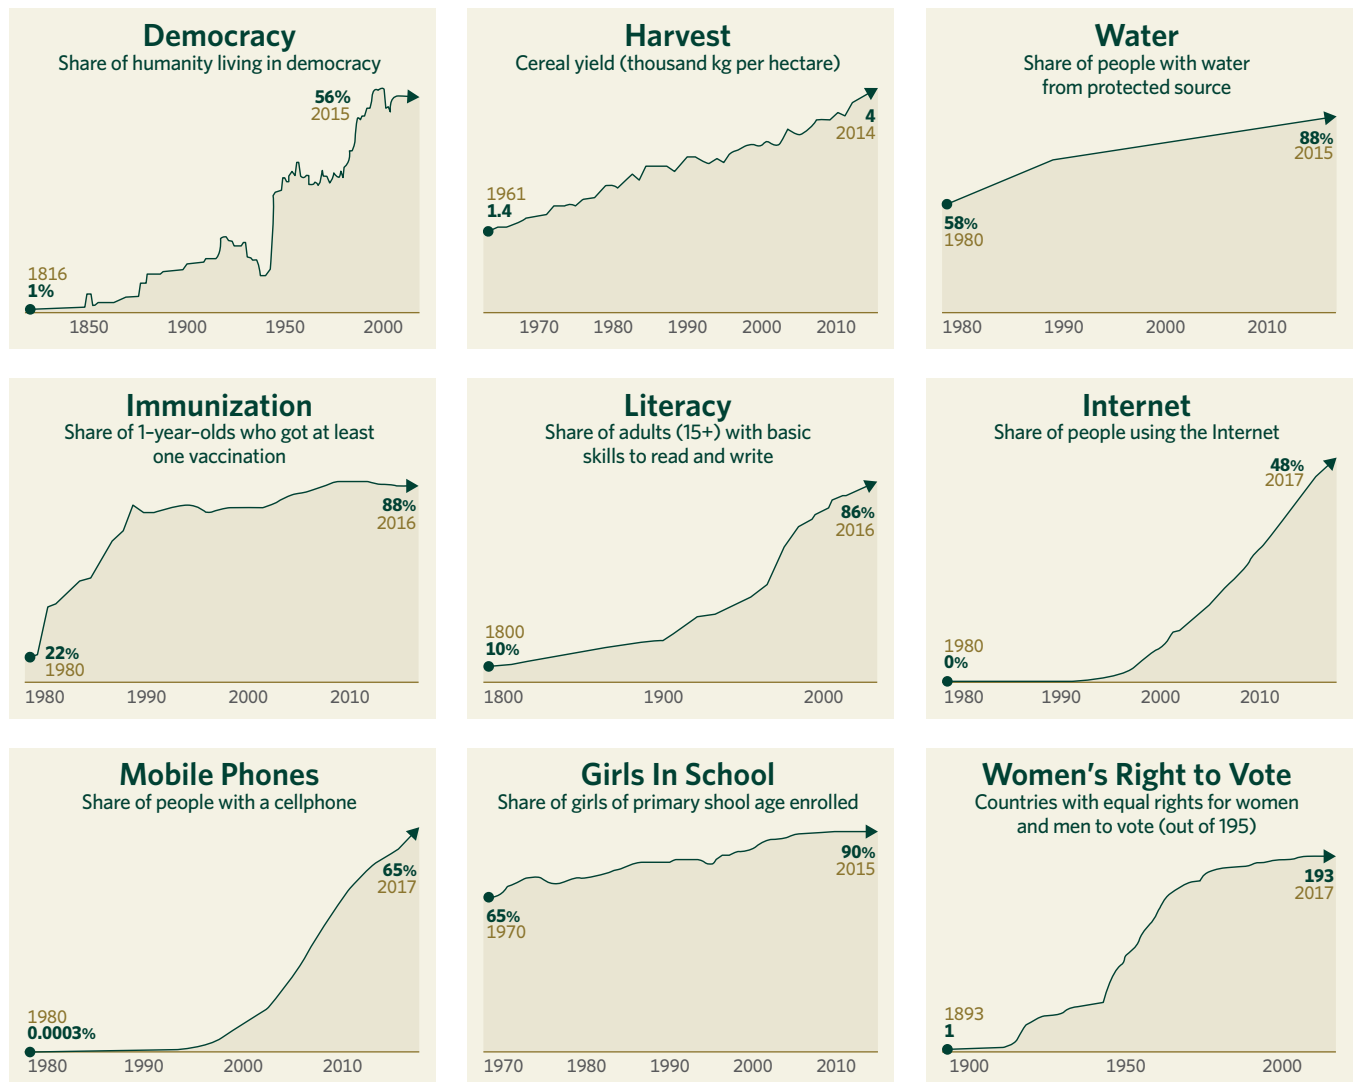 Democracy
Share of humanity living in democracy
56%
2015
1816
1%
1850 1900 1950 2000
Harvest
Cereal yield (thousand kg per hectare)
4
2014
1961
1.4
1970 1980 1990 2000 2010
Water
Share of people with water
from protected source
88%
2015
58%
1980
1980 1990 2000 2010
Immunization
Share of 1-year-olds who got at least
one vaccination
88%
2016
22%
1980
1980 1990 2000 2010
Literacy
Share of adults (15+) with basic
skills to read and write
86%
2016
1800
10%
1800 1900 2000
Internet
Share of people using the Internet
48%
2017
1980
0%
1980 1990 2000 2010
Mobile Phones
Share of people with a cellphone
65%
2017
1980
0.0003%
1980 1990 2000 2010
Girls In School
Share of girls of primary shool age enrolled
90%
2015
65%
1970
1970 1980 1990 2000 2010
Women's Right to Vote
Countries with equal rights for women
and men to vote (out of 195)
193
2017
1893
1
1900 1950 2000